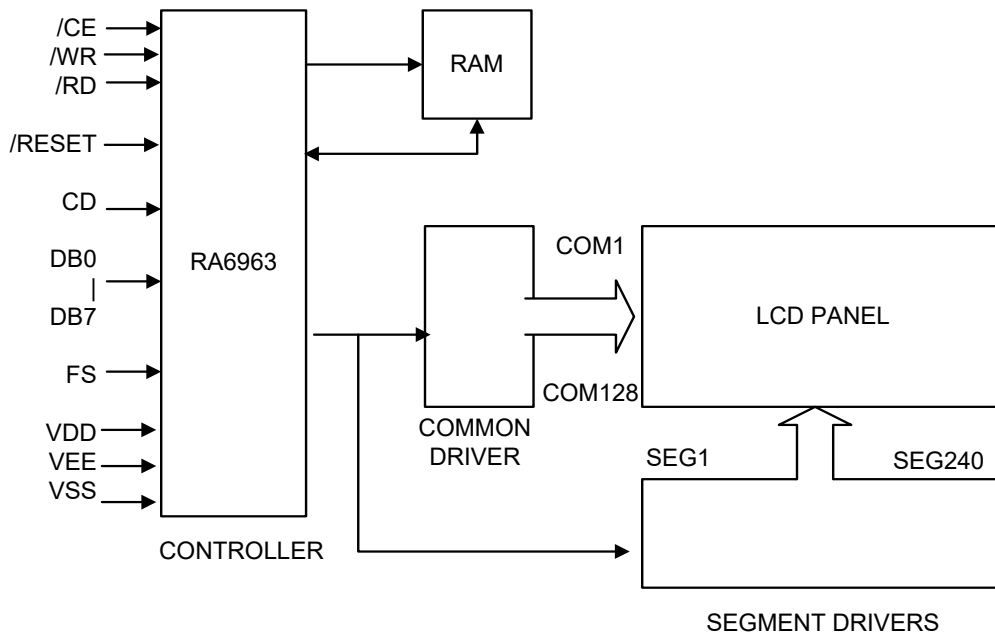 /CE
/WR
/RD
/RESET
CD
DB0
|
DB7
FS
VDD
VEE
VSS
RA6963
CONTROLLER
RAM
COMMON
DRIVER
COM1
COM128
LCD PANEL
SEG1
SEG240
SEGMENT DRIVERS